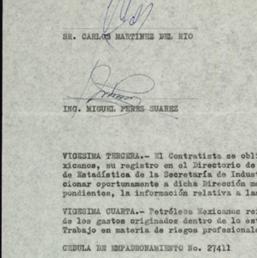 SR. CARLOS MARTINEZ DEL RIO
ING. MIGUEL PEREZ SUAREZ
VIGESIMA TERCERA.- El Contratista se obli
xicanos, su registro en el Directorio de
de Estadística de la Secretaría de Indust
cionar oportunamente a dicha Dirección me
pondientes, la información relativa a la
VIGESIMA CUARTA.- Petróleos Mexicanos re
de los gastos originados dentro de lo es
Trabajo en materia de riesgos profesional
CEDULA DE EMPADRONAMIENTO No. 27411